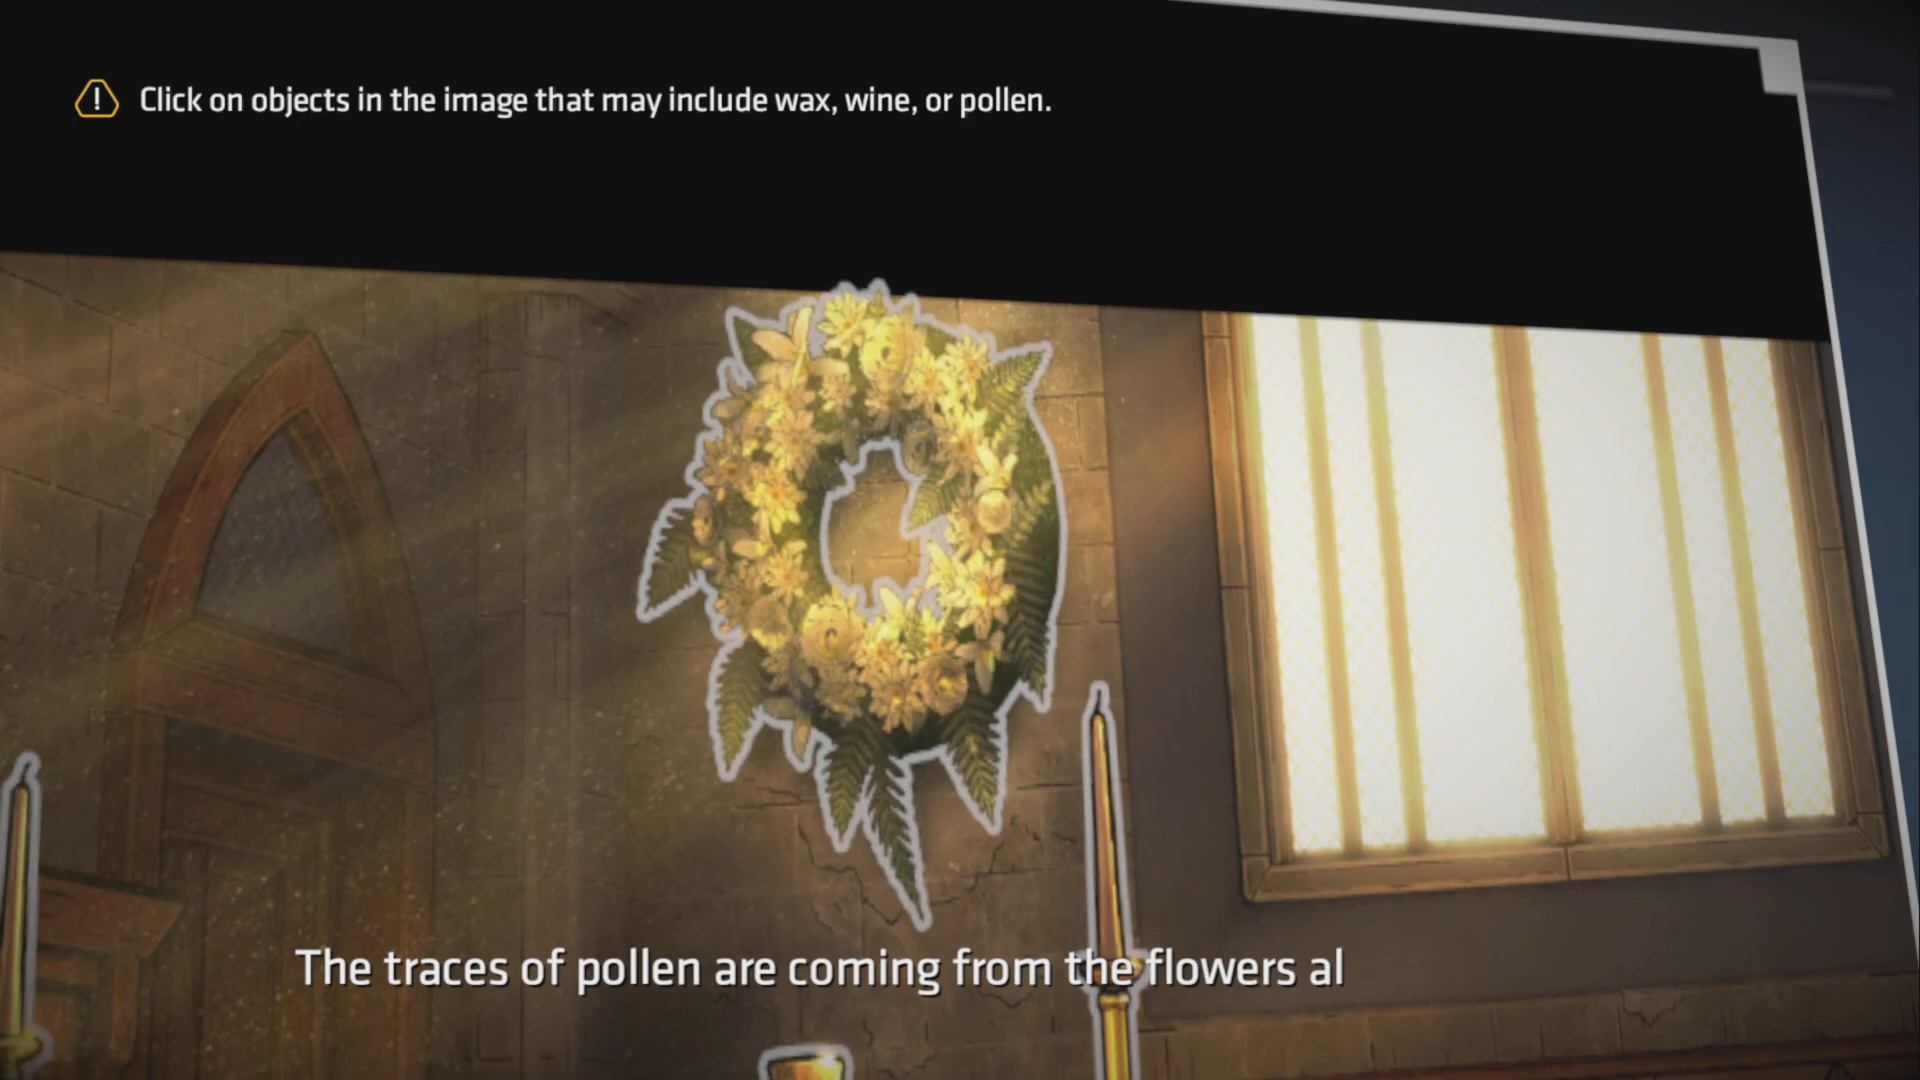 Click on objects in the image that may include wax, wine, or pollen.
The traces of pollen are coming from the flowers al